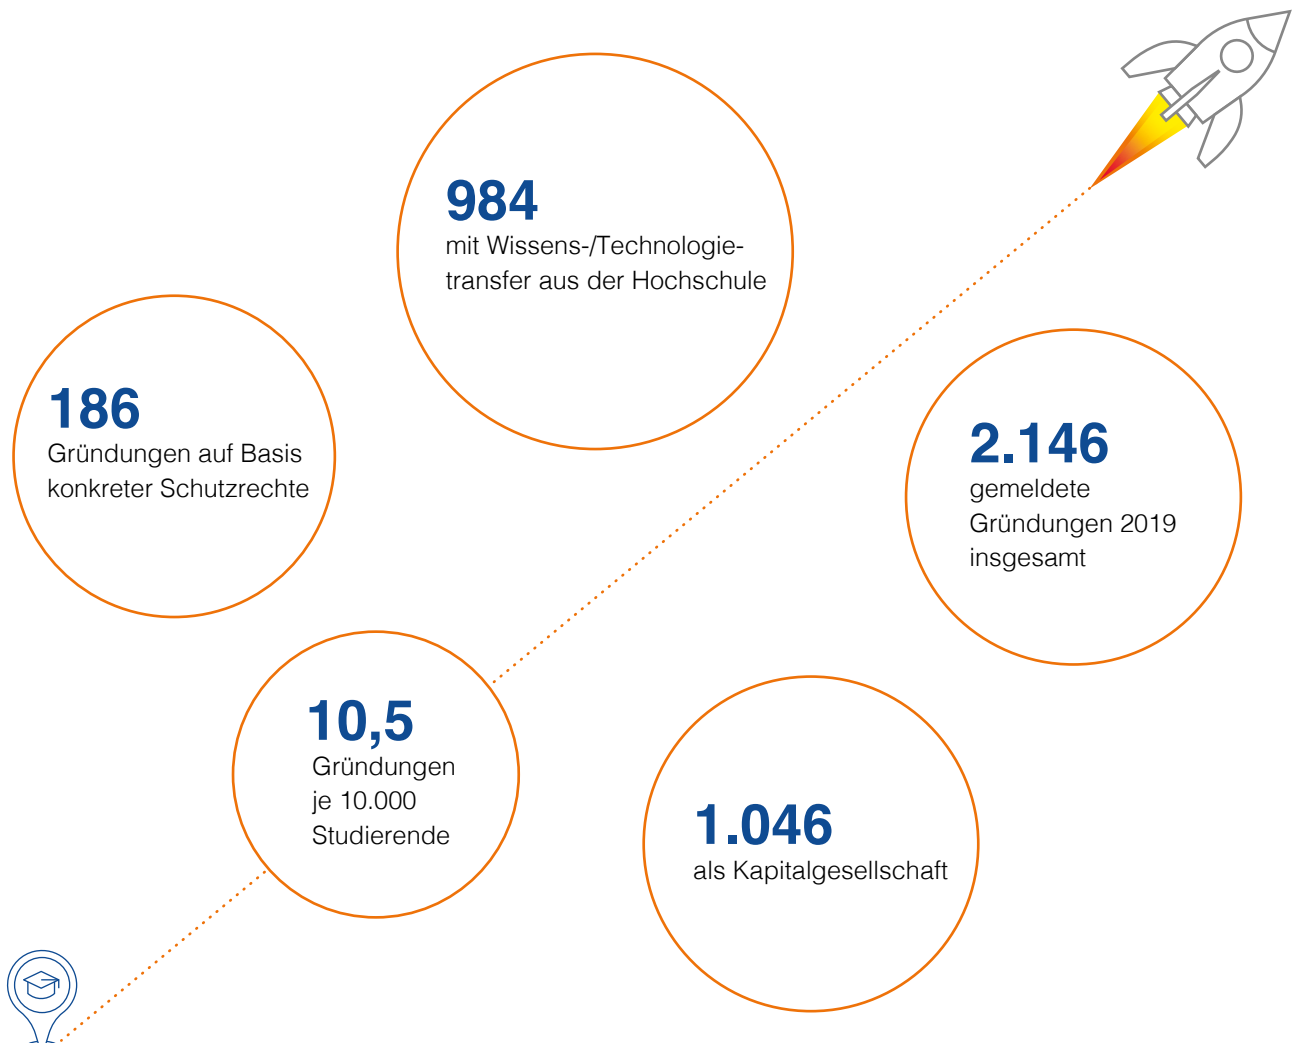 984
mit Wissens-/Technologie-
transfer aus der Hochschule
186
Gründungen auf Basis
konkreter Schutzrechte
2.146
gemeldete
Gründungen 2019
insgesamt
10,5
Gründungen
je 10.000
Studierende
1.046
als Kapitalgesellschaft